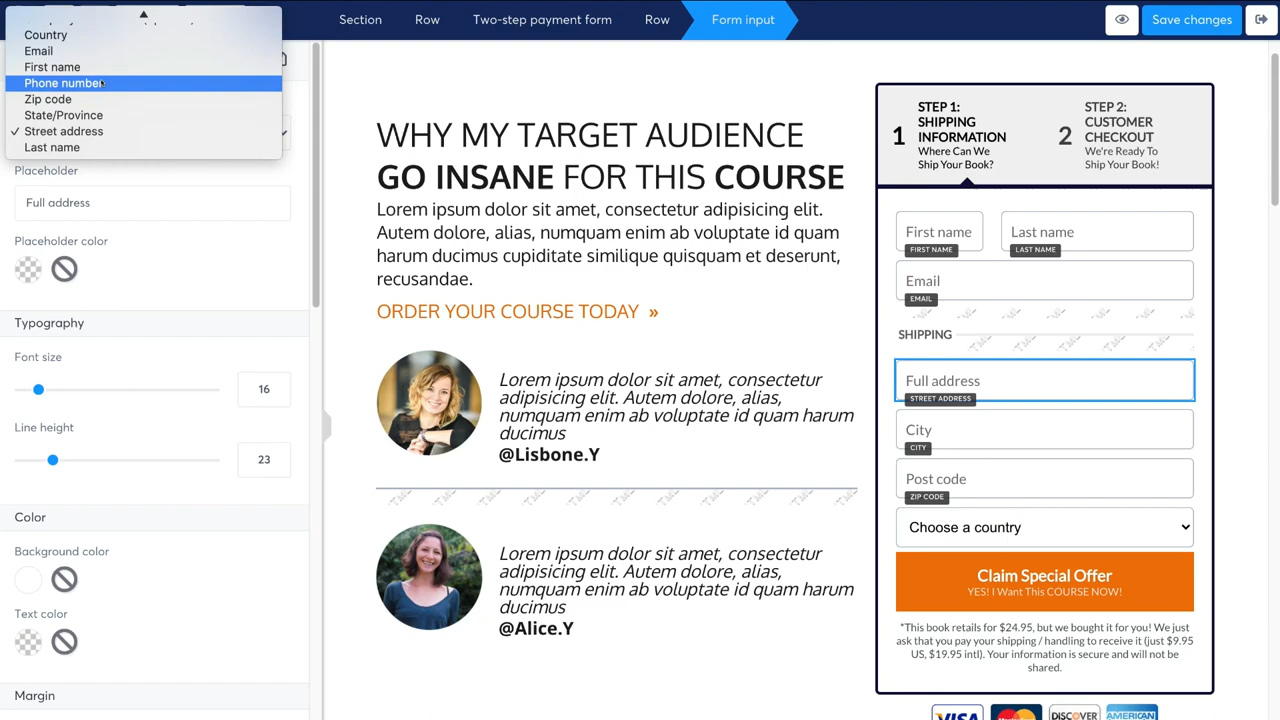 Country
Email
First name
Phone number
Zip code
State/Province
✓ Street address
Last name
Section
Row
Two-step payment form
Row
Form input
Save changes
Placeholder
Full address
Placeholder color
Typography
Font size
16
Line height
23
Color
Background color
Text color
Margin
WHY MY TARGET AUDIENCE
GO INSANE FOR THIS COURSE
Lorem ipsum dolor sit amet, consectetur adipisicing elit.
Autem dolore, alias, numquam enim ab voluptate id quam
harum ducimus cupiditate similique quisquam et deserunt,
recusandae.
ORDER YOUR COURSE TODAY »
Lorem ipsum dolor sit amet, consectetur
adipisicing elit. Autem dolore, alias,
numquam enim ab voluptate id quam harum
ducimus
@Lisbone.Y
Lorem ipsum dolor sit amet, consectetur
adipisicing elit. Autem dolore, alias,
numquam enim ab voluptate id quam harum
ducimus
@Alice.Y
1
STEP 1:
SHIPPING
INFORMATION
Where Can We
Ship Your Book?
2
STEP 2:
CUSTOMER
CHECKOUT
We're Ready To
Ship Your Book!
First name
FIRST NAME
Last name
LAST NAME
Email
EMAIL
SHIPPING
Full address
STREET ADDRESS
City
CITY
Post code
ZIP CODE
Choose a country
Claim Special Offer
YES! I Want This COURSE NOW!
*This book retails for $24.95, but we bought it for you! We just
ask that you pay your shipping / handling to receive it (just $9.95
US, $19.95 intl). Your information is secure and will not be
shared.
VISA
MasterCard
DISCOVER
AMERICAN